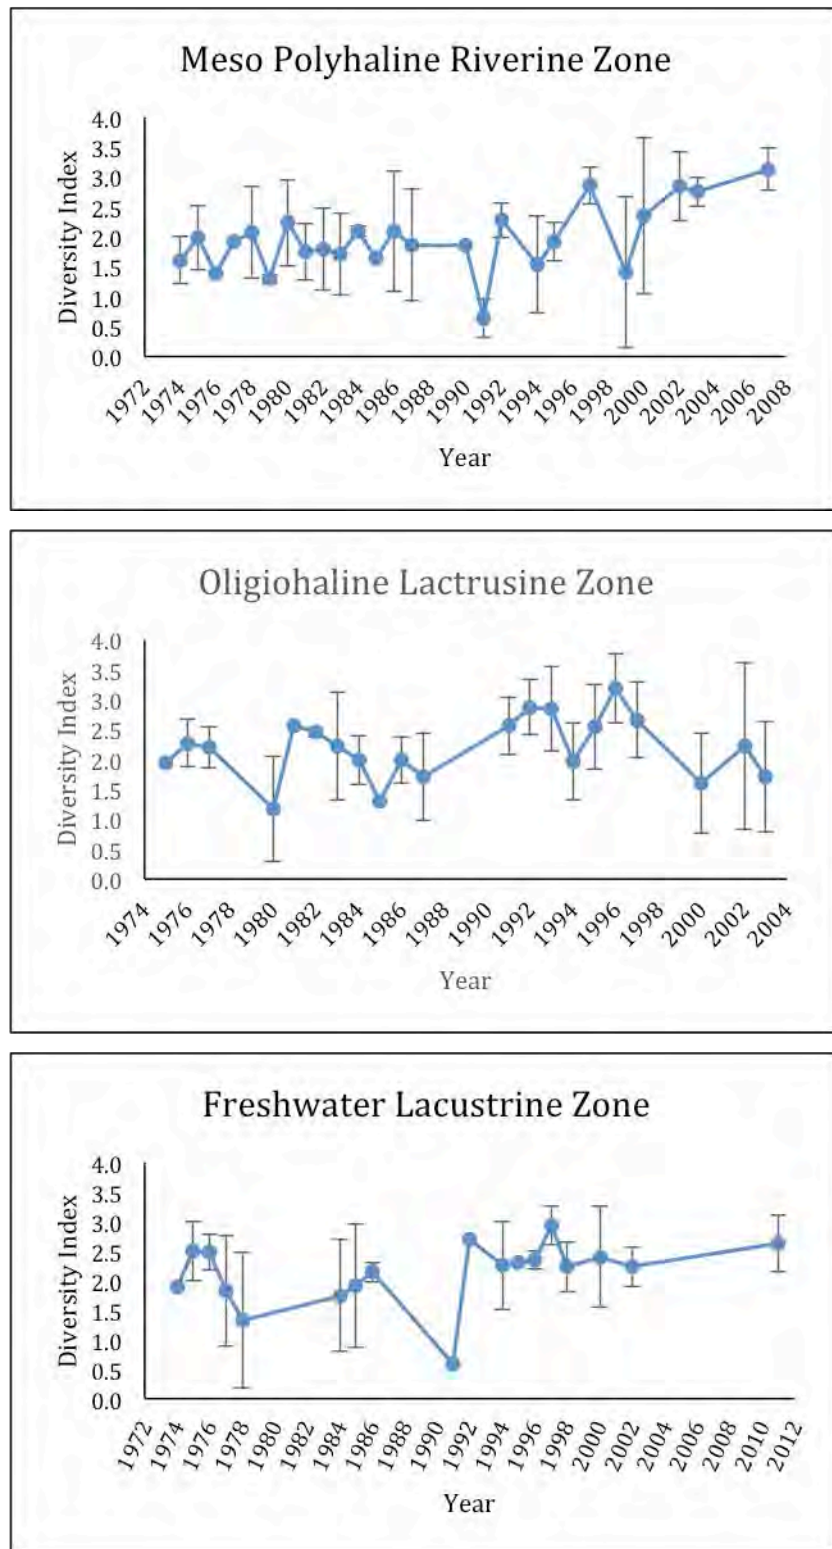 Meso Polyhaline Riverine Zone
4.0
3.5
3.0
2.5
2.0
1.5
1.0
0.5
0.0
Diversity Index
1972 1974 1976 1978 1980 1982 1984 1986 1988 1990 1992 1994 1996 1998 2000 2002 2004 2006 2008
Year
Oligiohaline Lactrusine Zone
4.0
3.5
3.0
2.5
2.0
1.5
1.0
0.5
0.0
Diversity Index
1974 1976 1978 1980 1982 1984 1986 1988 1990 1992 1994 1996 1998 2000 2002 2004
Year
Freshwater Lacustrine Zone
4.0
3.5
3.0
2.5
2.0
1.5
1.0
0.5
0.0
Diversity Index
1972 1974 1976 1978 1980 1982 1984 1986 1988 1990 1992 1994 1996 1998 2000 2002 2004 2006 2008 2010 2012
Year